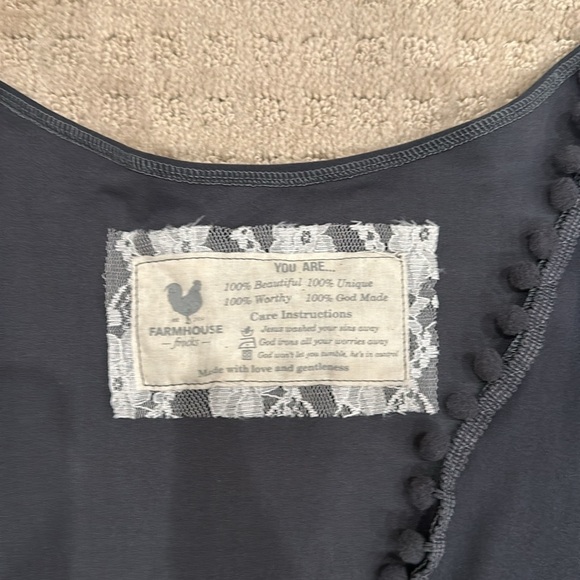 YOU ARE...
100% Beautiful 100% Unique
100% Worthy 100% God Made
Care Instructions
Jesus washed your sins away
God irons all your worries away
God won't let you tumble, he's in control
Made with love and gentleness
FARMHOUSE
frocks